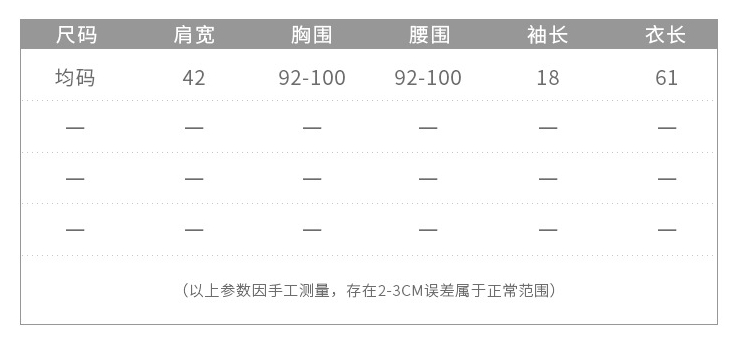 尺码 肩宽 胸围 腰围 袖长 衣长
均码 42 92-100 92-100 18 61
— — — — — —
— — — — — —
— — — — — —
（以上参数因手工测量，存在2-3CM误差属于正常范围）